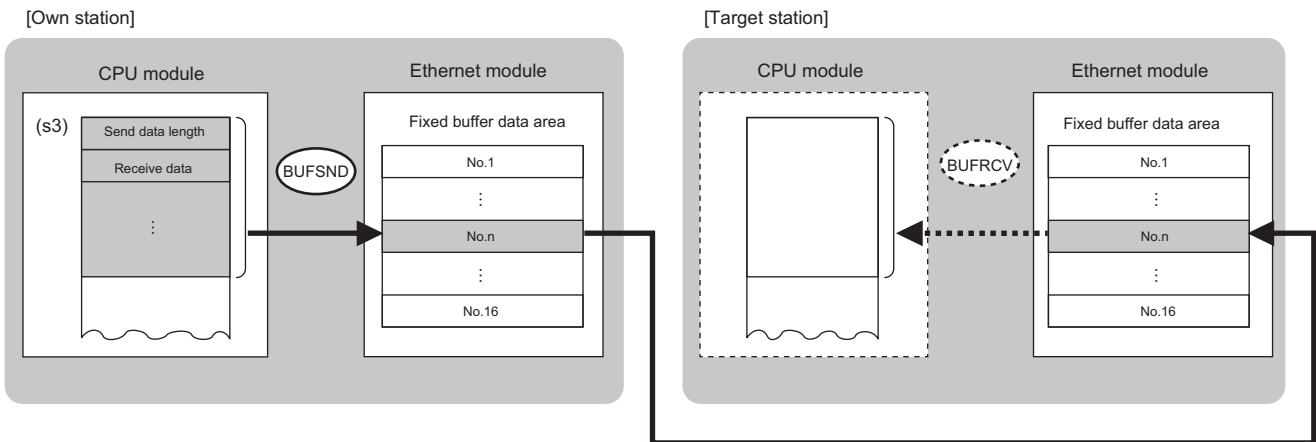 [Own station]
CPU module
Ethernet module
(s3)
Send data length
Receive data
⋮
BUFSND
Fixed buffer data area
No.1
⋮
No.n
⋮
No.16
[Target station]
CPU module
Ethernet module
BUFRCV
Fixed buffer data area
No.1
⋮
No.n
⋮
No.16